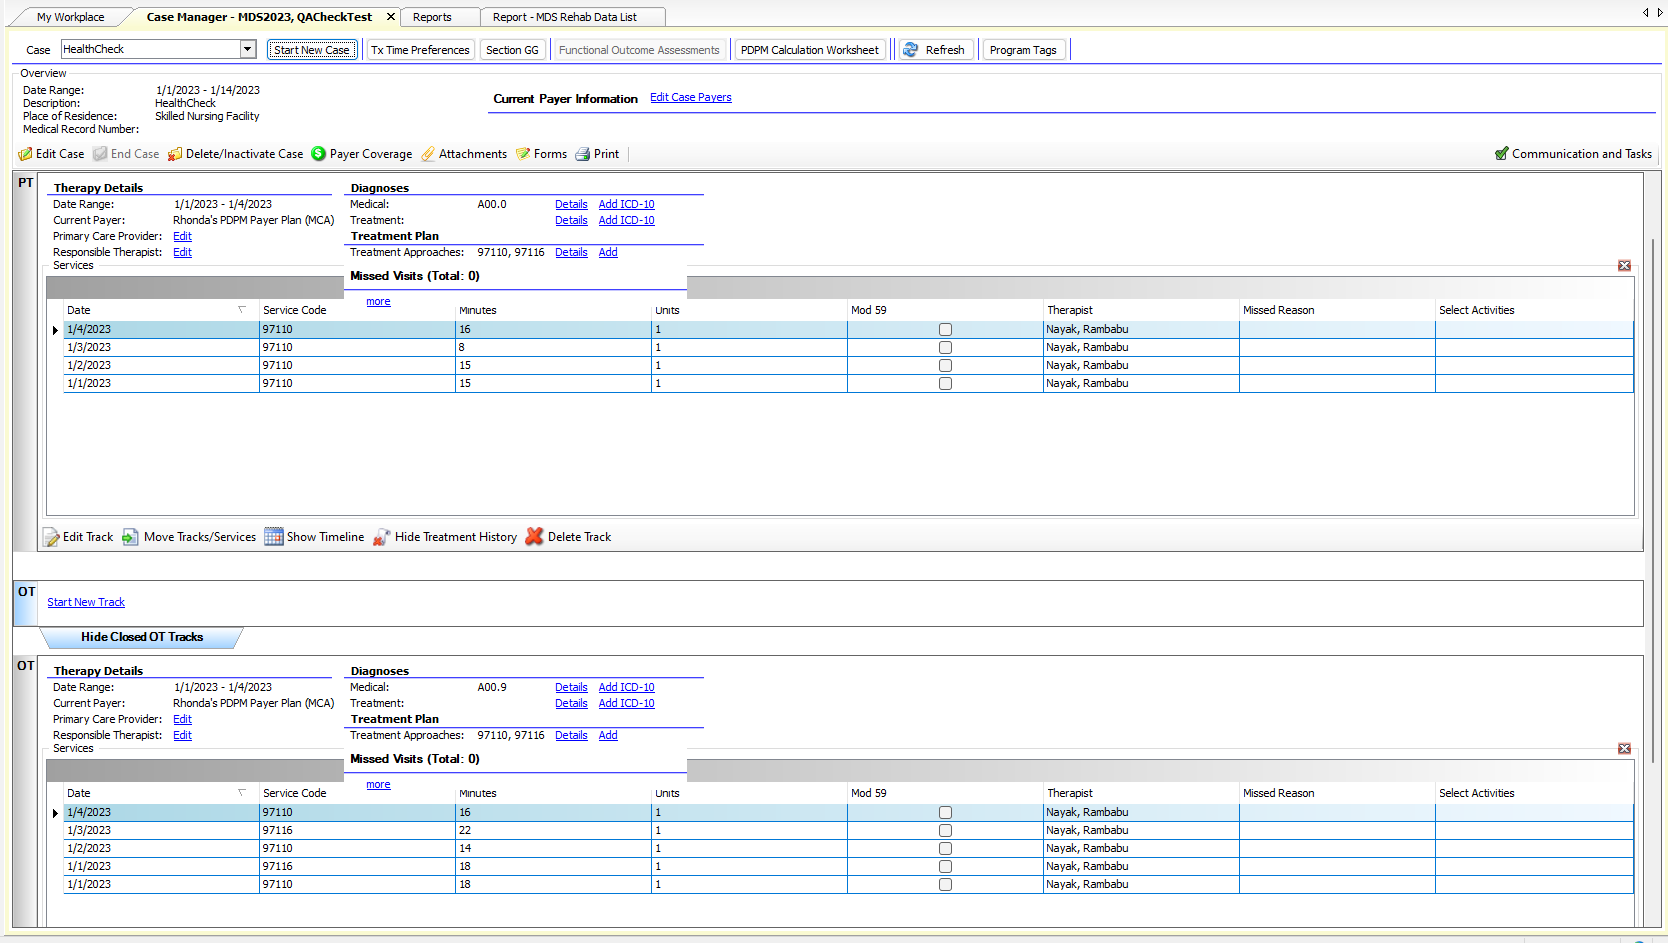 My Workplace Case Manager - MDS2023, QACheckTest Reports Report - MDS Rehab Data List
Case HealthCheck Start New Case Tx Time Preferences Section GG Functional Outcome Assessments PDPM Calculation Worksheet Refresh Program Tags
Overview
Date Range: 1/1/2023 - 1/14/2023
Description: HealthCheck
Place of Residence: Skilled Nursing Facility
Medical Record Number:
Current Payer Information Edit Case Payers
Edit Case End Case Delete/Inactivate Case Payer Coverage Attachments Forms Print Communication and Tasks
PT
Therapy Details Diagnoses
Date Range: 1/1/2023 - 1/4/2023 Medical: A00.0 Details Add ICD-10
Current Payer: Rhonda's PDPM Payer Plan (MCA) Treatment: Details Add ICD-10
Primary Care Provider: Edit Treatment Plan
Responsible Therapist: Edit Treatment Approaches: 97110, 97116 Details Add
Services
Missed Visits (Total: 0)
more
Date Service Code Minutes Units Mod 59 Therapist Missed Reason Select Activities
1/4/2023 97110 16 1 Nayak, Rambabu
1/3/2023 97110 8 1 Nayak, Rambabu
1/2/2023 97110 15 1 Nayak, Rambabu
1/1/2023 97110 15 1 Nayak, Rambabu
Edit Track Move Tracks/Services Show Timeline Hide Treatment History Delete Track
OT
Start New Track
Hide Closed OT Tracks
OT
Therapy Details Diagnoses
Date Range: 1/1/2023 - 1/4/2023 Medical: A00.9 Details Add ICD-10
Current Payer: Rhonda's PDPM Payer Plan (MCA) Treatment: Details Add ICD-10
Primary Care Provider: Edit Treatment Plan
Responsible Therapist: Edit Treatment Approaches: 97110, 97116 Details Add
Services
Missed Visits (Total: 0)
more
Date Service Code Minutes Units Mod 59 Therapist Missed Reason Select Activities
1/4/2023 97110 16 1 Nayak, Rambabu
1/3/2023 97116 22 1 Nayak, Rambabu
1/2/2023 97110 14 1 Nayak, Rambabu
1/1/2023 97116 18 1 Nayak, Rambabu
1/1/2023 97110 18 1 Nayak, Rambabu